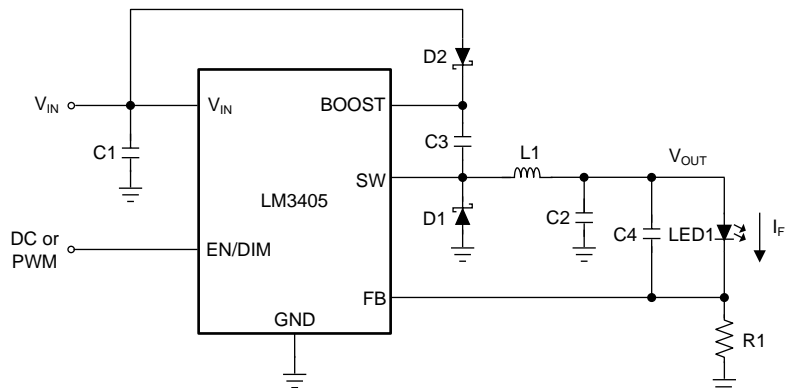 D2
V_IN
V_IN
BOOST
C1
C3
L1
V_OUT
SW
LM3405
D1
C2
C4
LED1
I_F
DC or
PWM
EN/DIM
FB
GND
R1